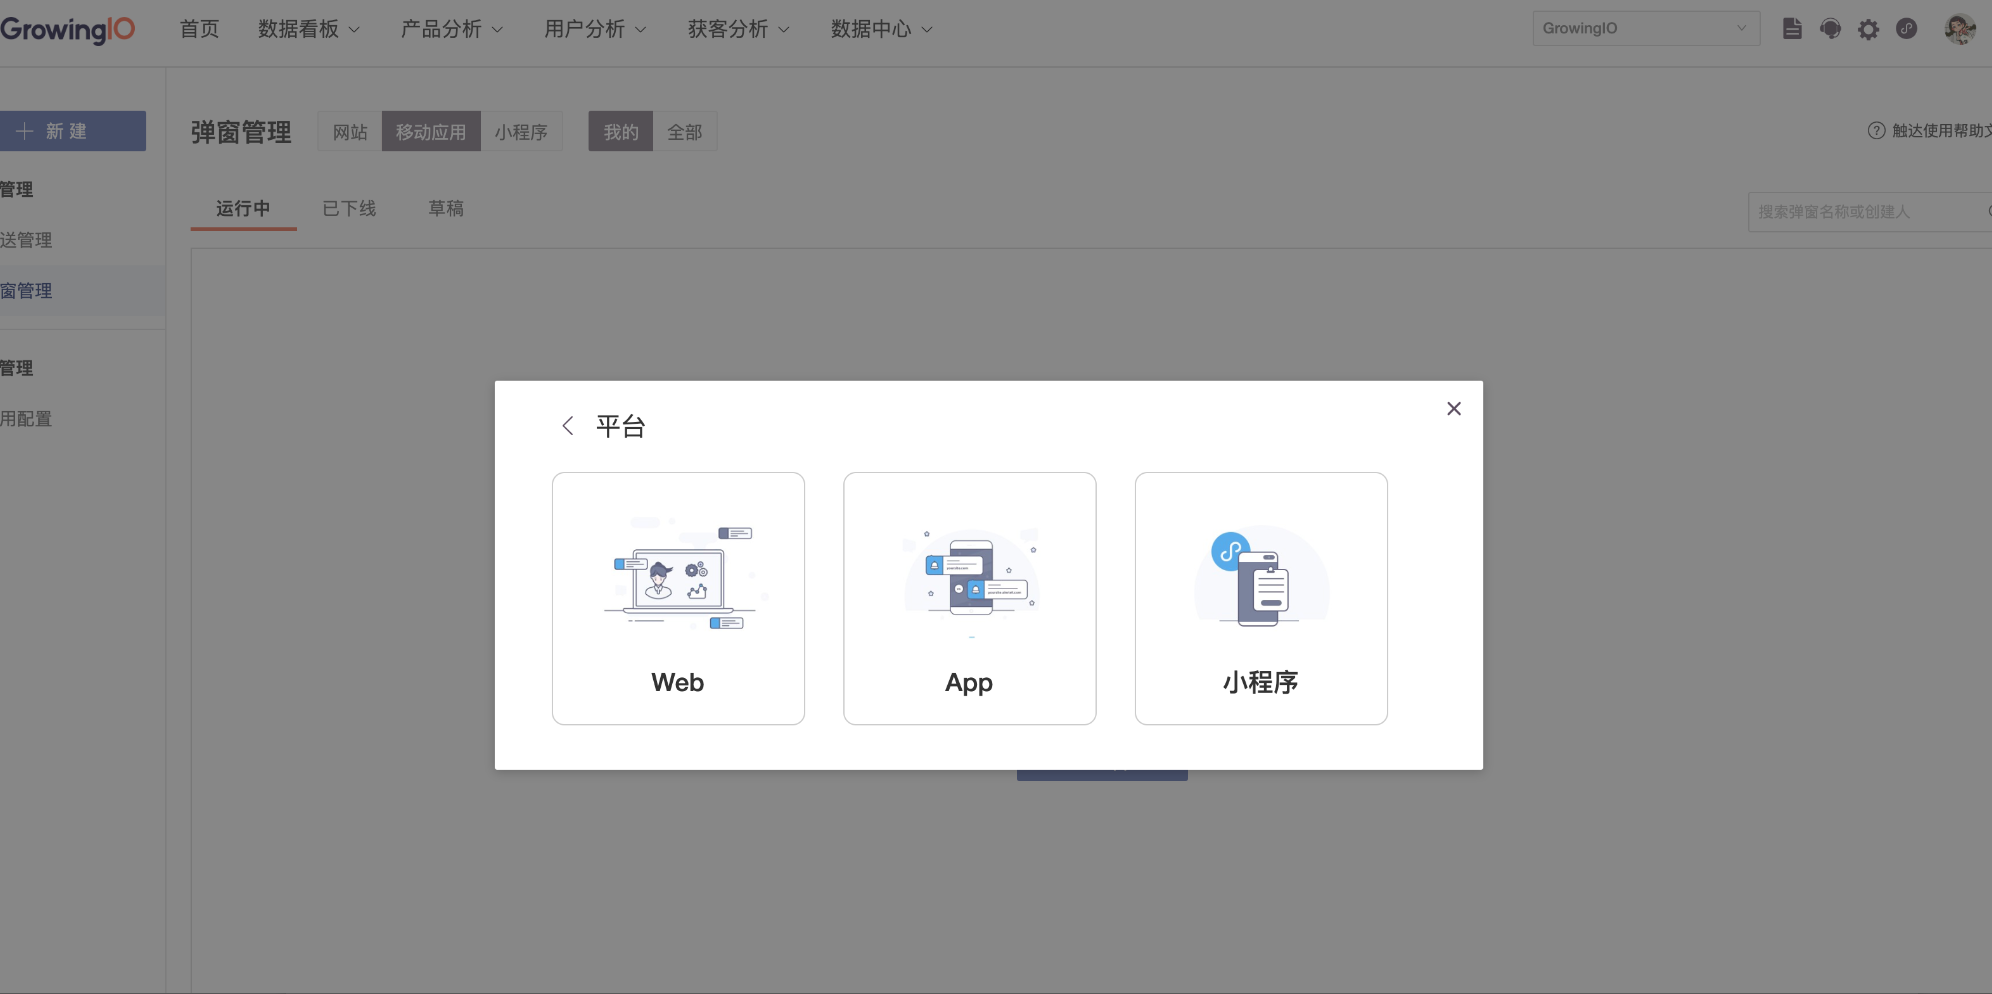 GrowingIO 首页 数据看板 产品分析 用户分析 获客分析 数据中心 GrowingIO
新建
弹窗管理 网站 移动应用 小程序 我的 全部
触达使用帮助
管理
运行中 已下线 草稿
搜索弹窗名称或创建人
送管理
窗管理
管理
用配置
平台
Web
App
小程序